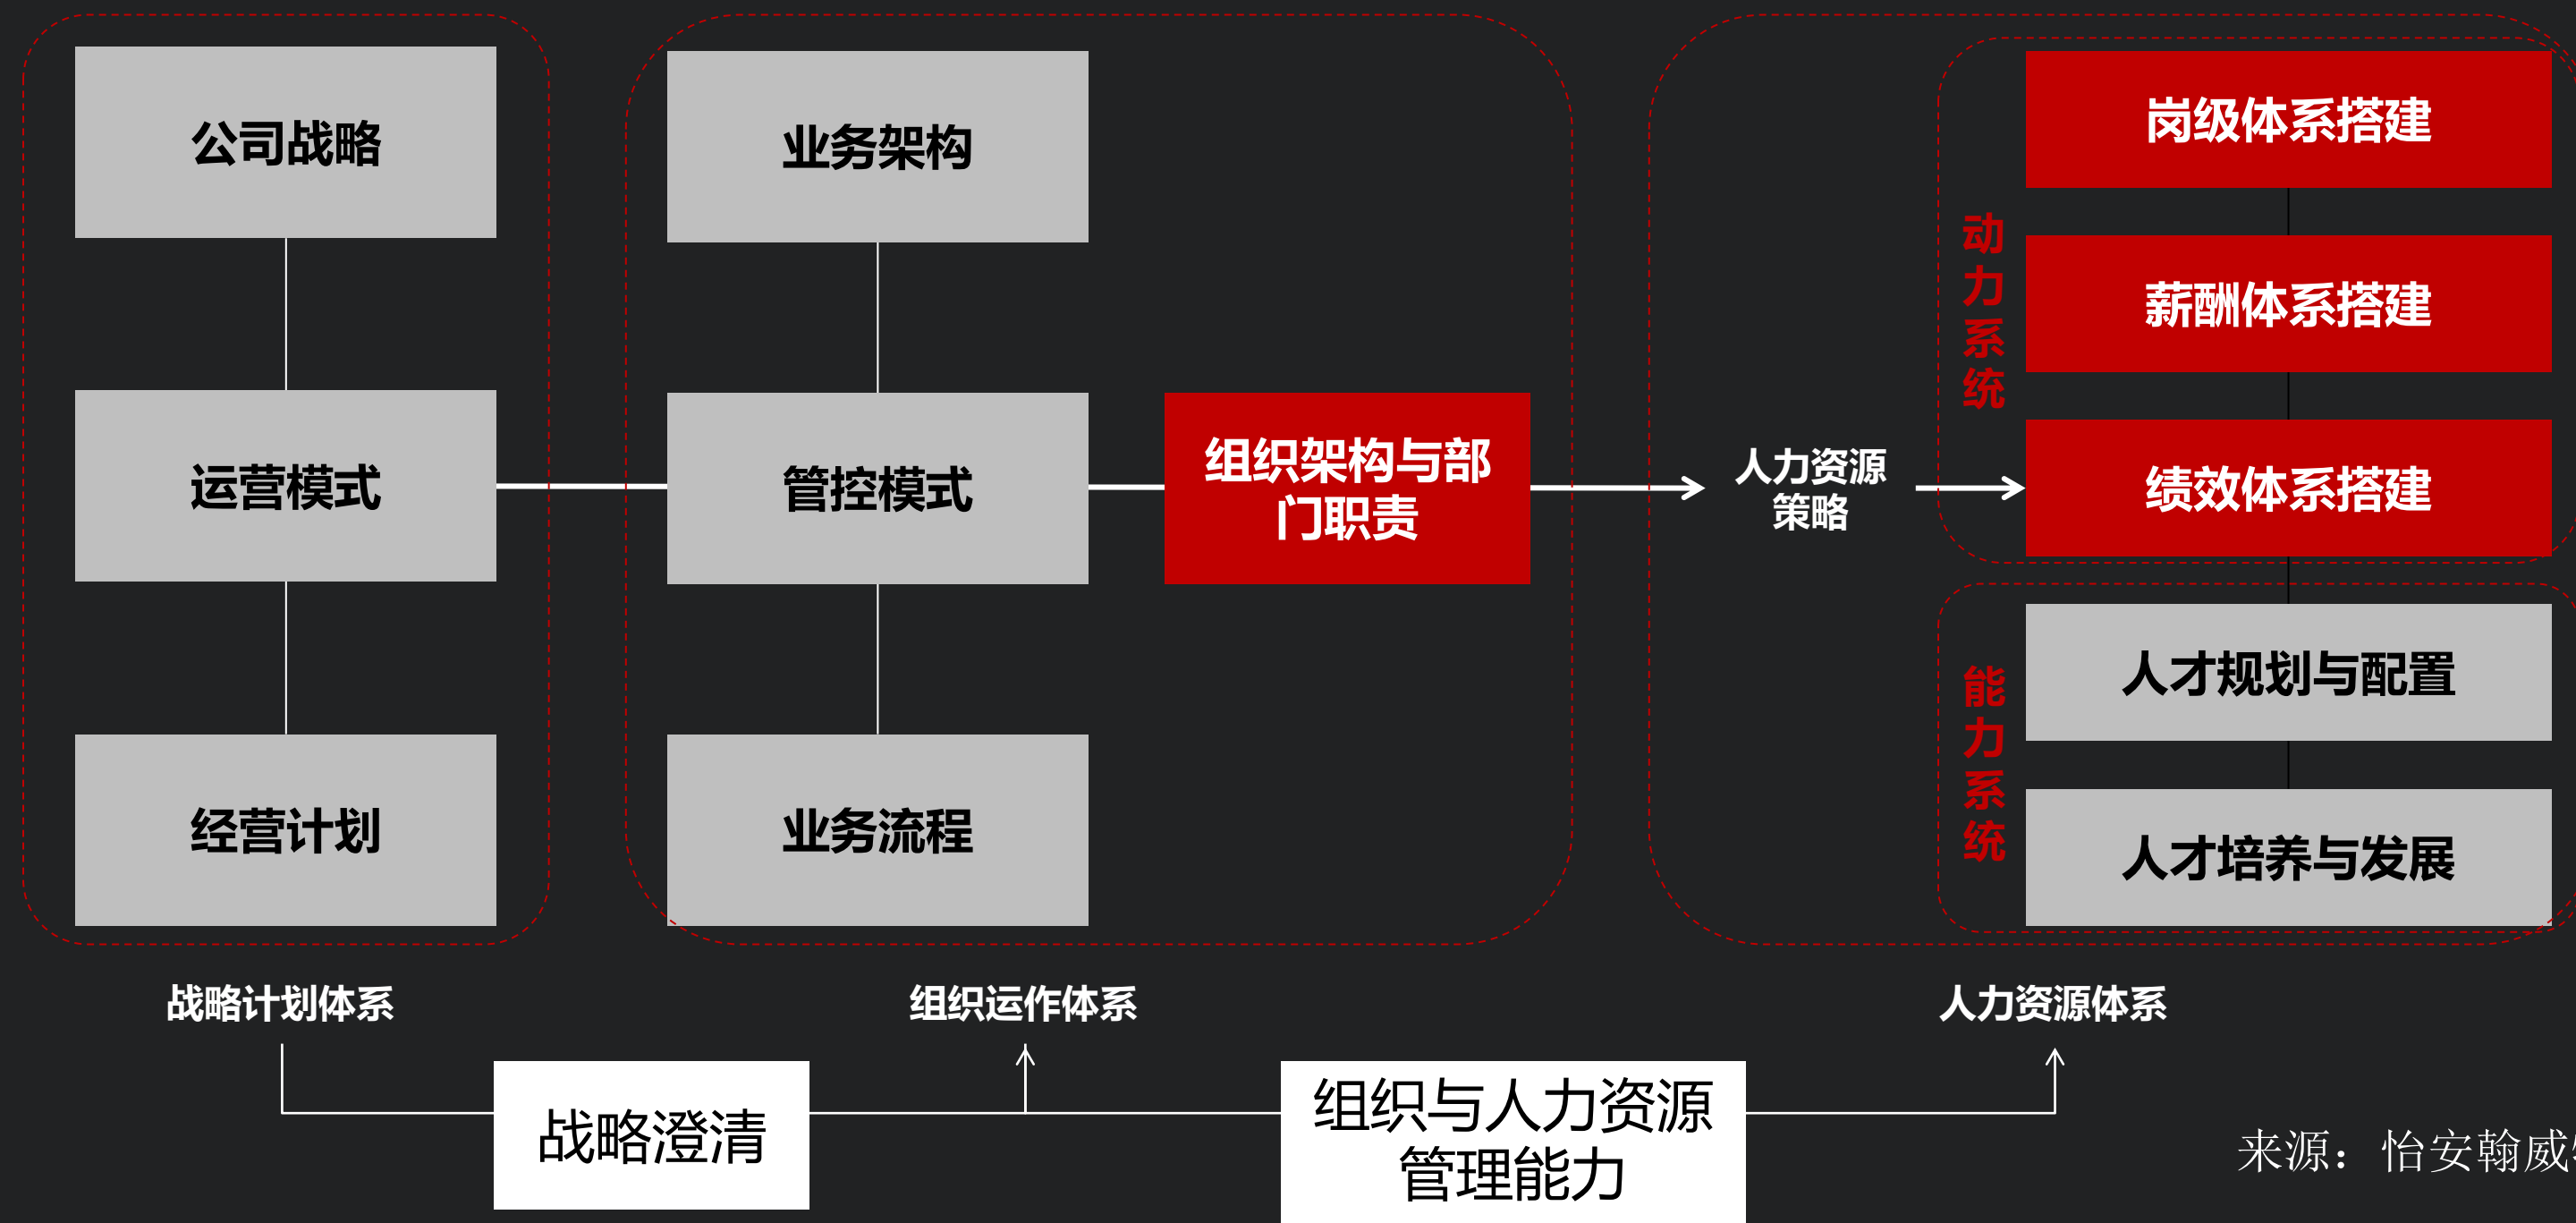 公司战略
运营模式
经营计划
业务架构
管控模式
业务流程
组织架构与部
门职责
人力资源
策略
动力系统
岗级体系搭建
薪酬体系搭建
绩效体系搭建
能力系统
人才规划与配置
人才培养与发展
战略计划体系
组织运作体系
人力资源体系
战略澄清
组织与人力资源
管理能力
来源：怡安翰威